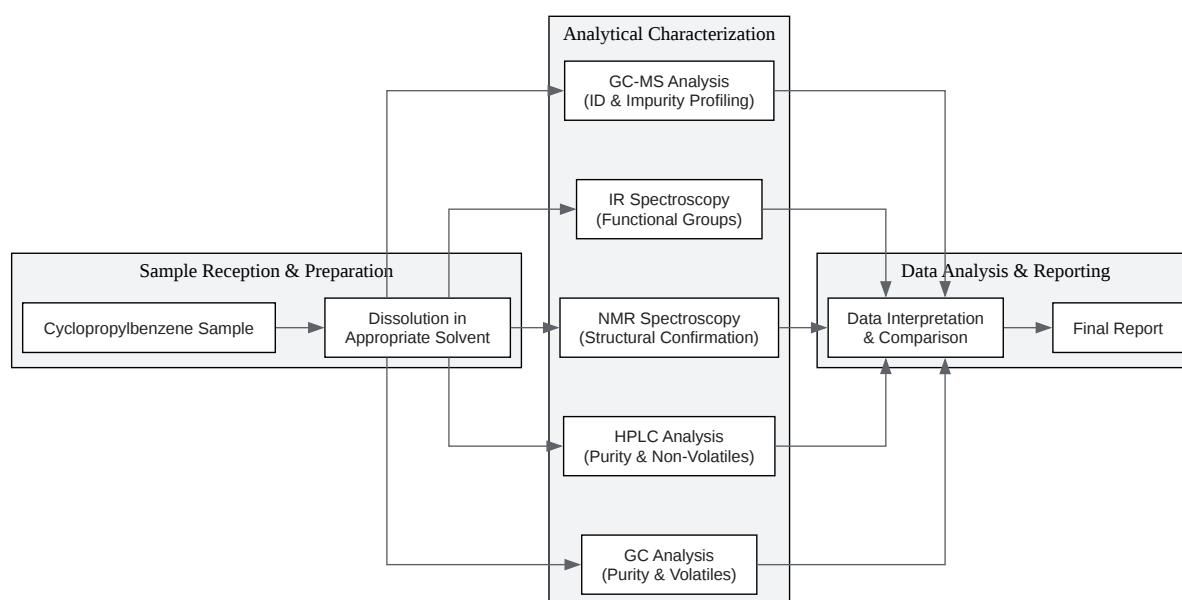 Analytical Characterization
GC-MS Analysis
(ID & Impurity Profiling)
IR Spectroscopy
(Functional Groups)
Sample Reception & Preparation
Data Analysis & Reporting
Cyclopropylbenzene Sample
Dissolution in
Appropriate Solvent
NMR Spectroscopy
(Structural Confirmation)
Data Interpretation
& Comparison
Final Report
HPLC Analysis
(Purity & Non-Volatiles)
GC Analysis
(Purity & Volatiles)